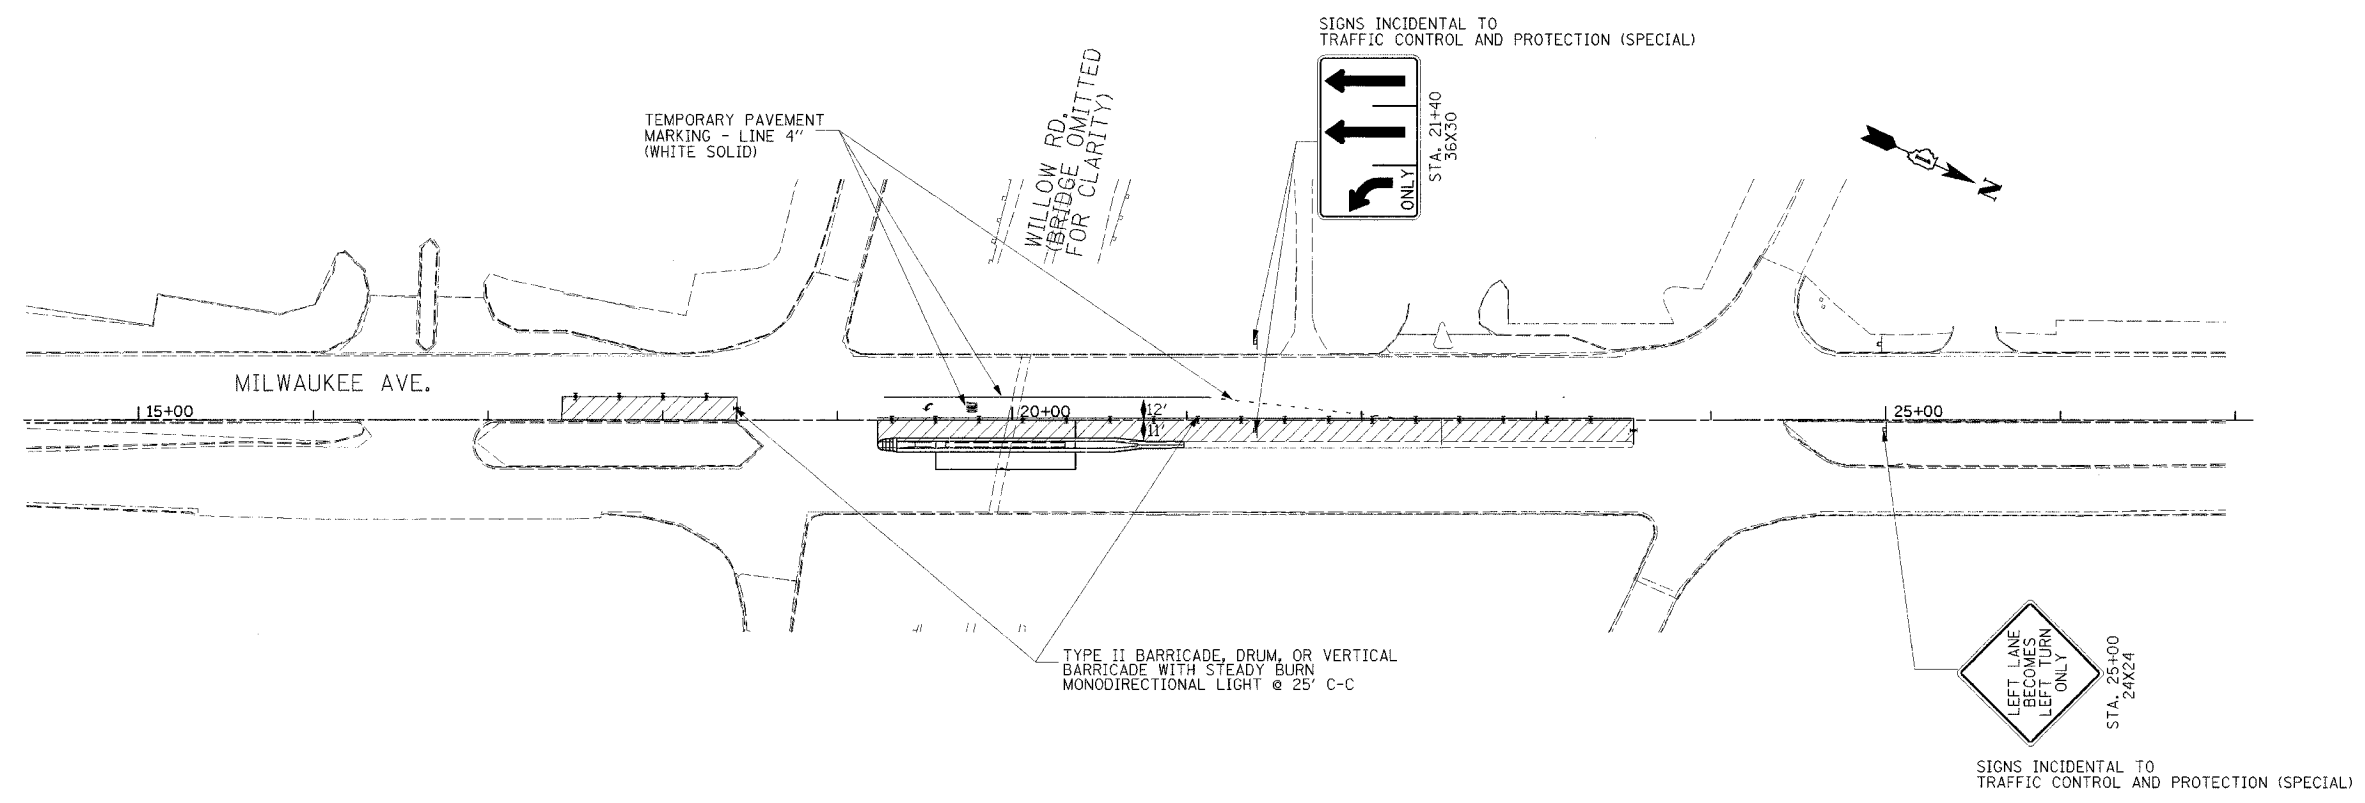 SIGNS INCIDENTAL TO
TRAFFIC CONTROL AND PROTECTION (SPECIAL)
ONLY
STA. 21+40
36X30
TEMPORARY PAVEMENT
MARKING - LINE 4"
(WHITE SOLID)
WILLOW RD.
(BRIDGE OMITTED
FOR CLARITY)
N
MILWAUKEE AVE.
15+00
20+00
25+00
12'
11'
TYPE II BARRICADE, DRUM, OR VERTICAL
BARRICADE WITH STEADY BURN
MONODIRECTIONAL LIGHT @ 25' C-C
LEFT LANE
BECOMES
LEFT TURN
ONLY
STA. 25+00
24X24
SIGNS INCIDENTAL TO
TRAFFIC CONTROL AND PROTECTION (SPECIAL)